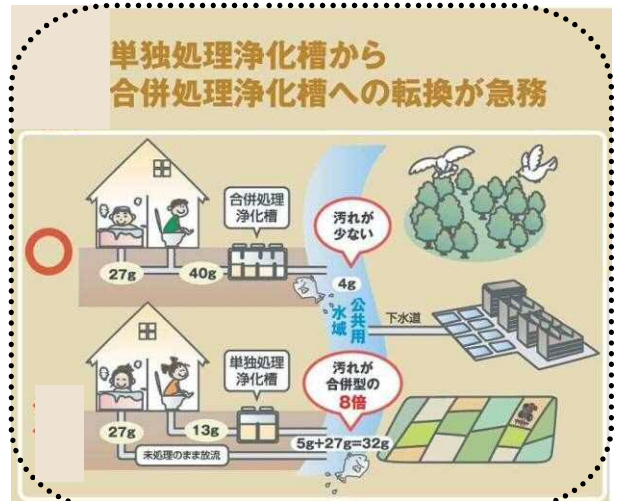 単独処理浄化槽から
合併処理浄化槽への転換が急務
合併処理
浄化槽
汚れが
少ない
27g
40g
4g
公共用
水域
下水道
単独処理
浄化槽
汚れが
合併型の
8倍
27g
13g
5g+27g=32g
未処理のまま放流